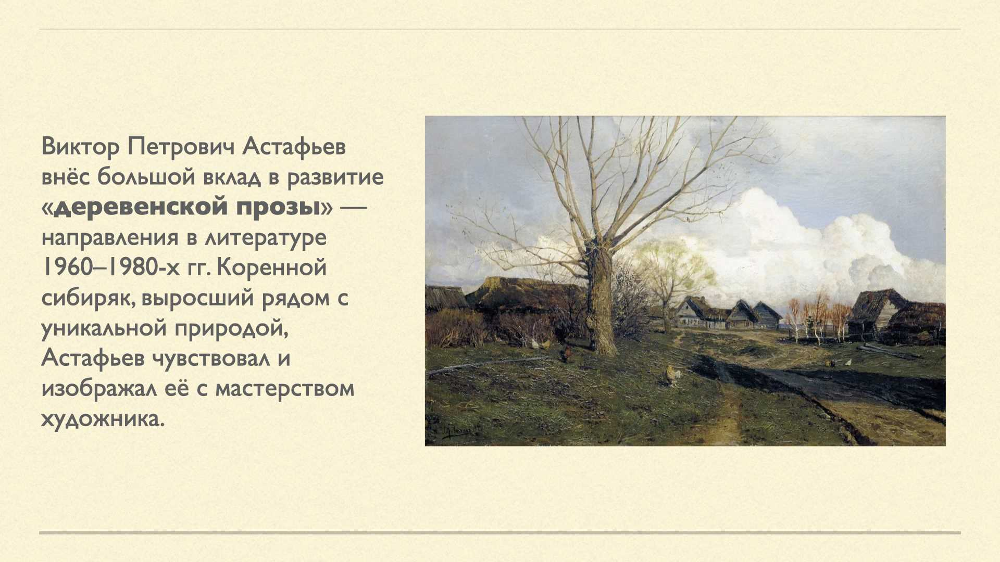 Виктор Петрович Астафьев
внёс большой вклад в развитие
«деревенской прозы» —
направления в литературе
1960–1980-х гг. Коренной
сибиряк, выросший рядом с
уникальной природой,
Астафьев чувствовал и
изображал её с мастерством
художника.